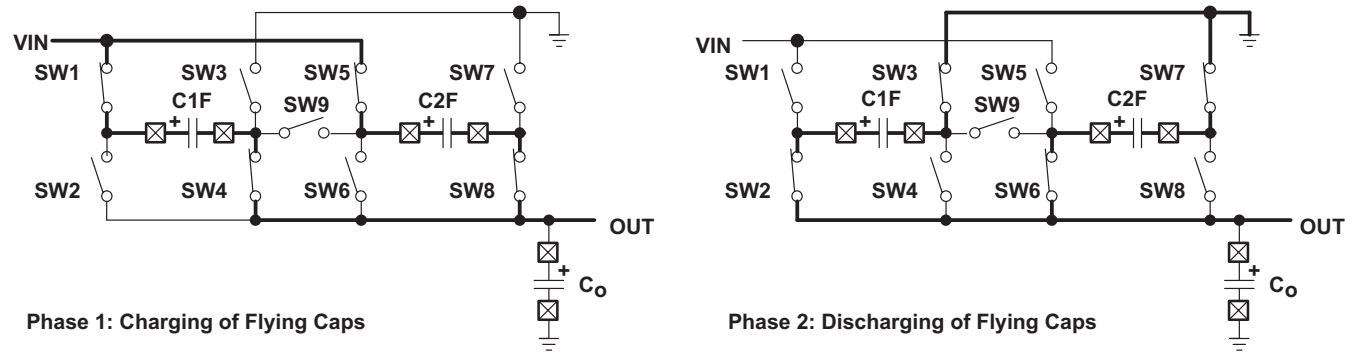 VIN
SW1
SW3
SW5
SW7
C1F
SW9
C2F
+
+
SW2
SW4
SW6
SW8
OUT
+
Co
Phase 1: Charging of Flying Caps
VIN
SW1
SW3
SW5
SW7
C1F
SW9
C2F
+
+
SW2
SW4
SW6
SW8
OUT
+
Co
Phase 2: Discharging of Flying Caps